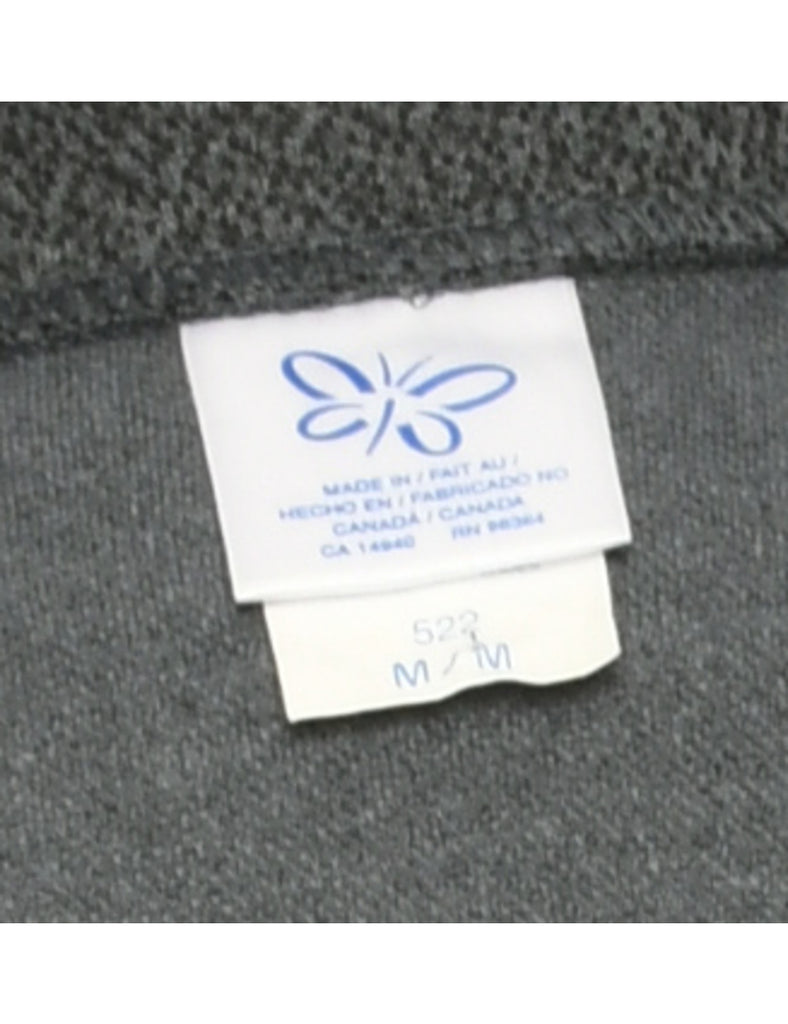 MADE IN / FAIT AU /
HECHO EN / FABRICADO NO
CANADÁ / CANADA
CA 14940 RN 98364
522
M / M